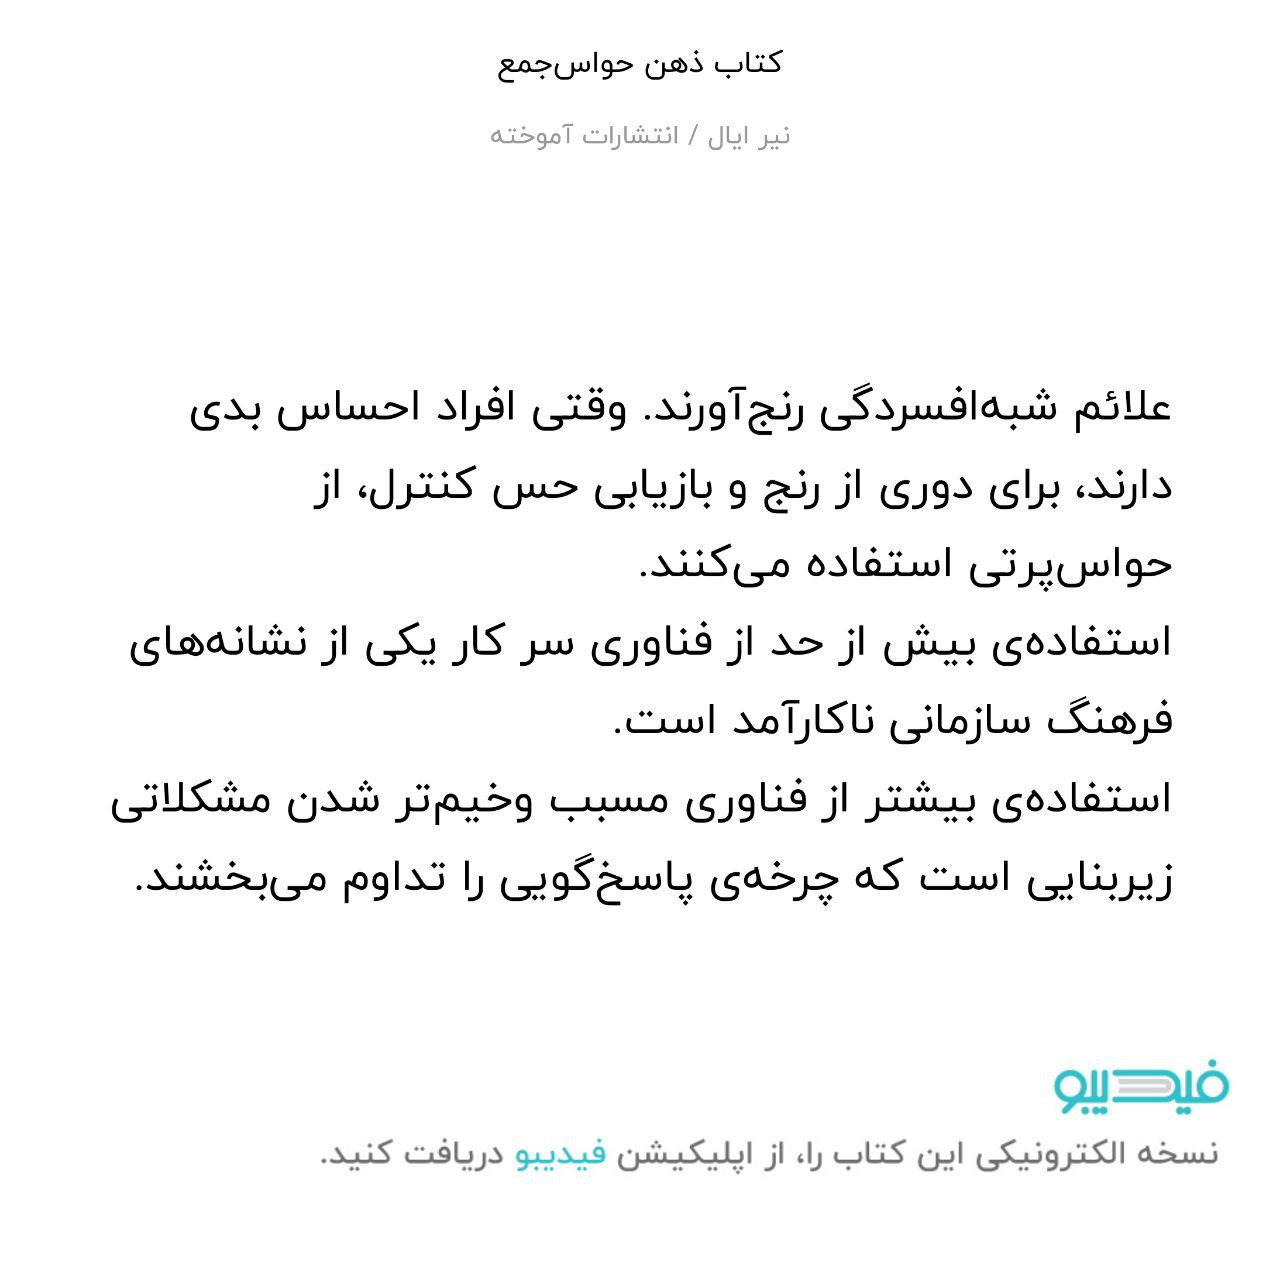 کتاب ذهن حواس‌جمع
نیر ایال / انتشارات آموخته
علائم شبه‌افسردگی رنج‌آورند. وقتی افراد احساس بدی
دارند، برای دوری از رنج و بازیابی حس کنترل، از
حواس‌پرتی استفاده می‌کنند.
استفاده‌ی بیش از حد از فناوری سر کار یکی از نشانه‌های
فرهنگ سازمانی ناکارآمد است.
استفاده‌ی بیشتر از فناوری مسبب وخیم‌تر شدن مشکلاتی
زیربنایی است که چرخه‌ی پاسخ‌گویی را تداوم می‌بخشند.
فیدیبو
نسخه الکترونیکی این کتاب را، از اپلیکیشن فیدیبو دریافت کنید.